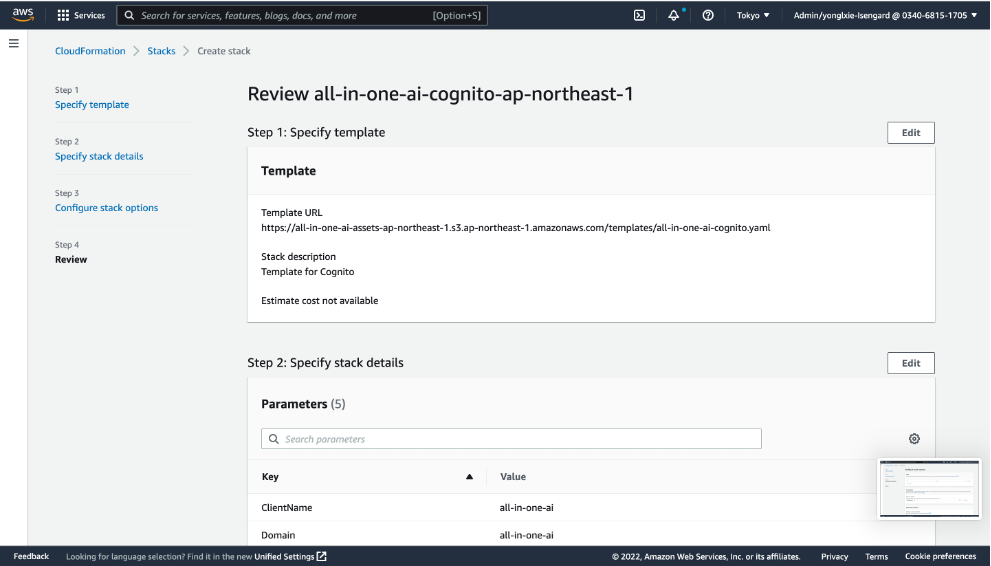 aws
Services
Search for services, features, blogs, docs, and more
[Option+S]
Tokyo ▼
Admin/yonglxie-Isengard @ 0340-6815-1705 ▼
CloudFormation > Stacks > Create stack
Step 1
Specify template
Step 2
Specify stack details
Step 3
Configure stack options
Step 4
Review
Review all-in-one-ai-cognito-ap-northeast-1
Step 1: Specify template
Edit
Template
Template URL
https://all-in-one-ai-assets-ap-northeast-1.s3.ap-northeast-1.amazonaws.com/templates/all-in-one-ai-cognito.yaml
Stack description
Template for Cognito
Estimate cost not available
Step 2: Specify stack details
Edit
Parameters (5)
Search parameters
Key ▲ Value
ClientName all-in-one-ai
Domain all-in-one-ai
Feedback Looking for language selection? Find it in the new Unified Settings © 2022, Amazon Web Services, Inc. or its affiliates. Privacy Terms Cookie preferences